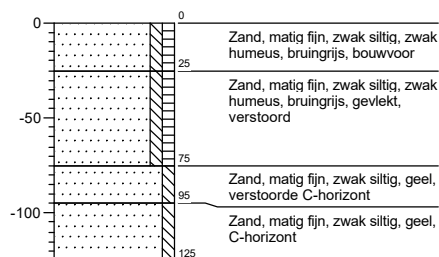 0
0
Zand, matig fijn, zwak siltig, zwak
humeus, bruingrijs, bouwvoor
25
Zand, matig fijn, zwak siltig, zwak
humeus, bruingrijs, gevlekt,
verstoord
-50
75
Zand, matig fijn, zwak siltig, geel,
verstoorde C-horizont
95
-100
Zand, matig fijn, zwak siltig, geel,
C-horizont
125